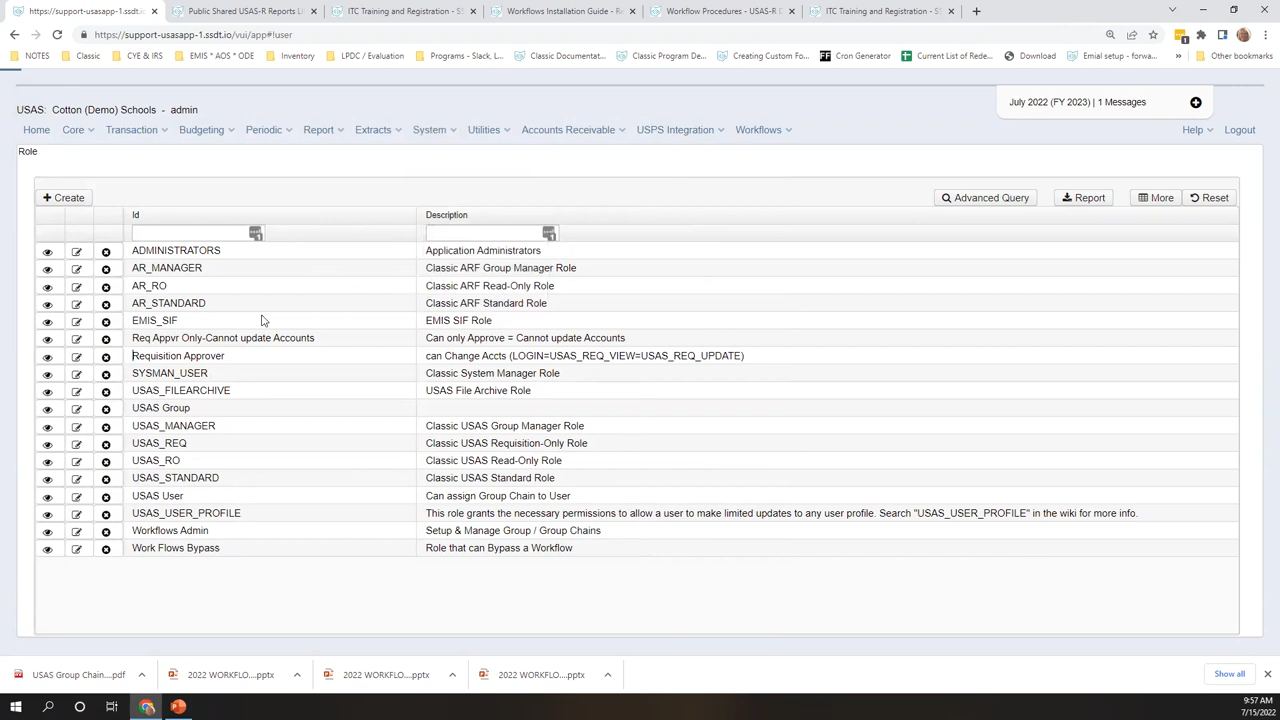 https://support-usasapp-1.ssdt.io/
Public Shared USAS-R Reports Li
ITC Training and Registration - SS
Workflows Installation Guide - Re
Workflow Procedures - USAS-R D
ITC Training and Registration - SS
https://support-usasapp-1.ssdt.io/vui/app#!user
NOTES
Classic
CYE & IRS
EMIS * AOS * ODE
Inventory
LPDC / Evaluation
Programs - Slack, L...
Classic Documentat...
Classic Program De...
Creating Custom Fo...
Cron Generator
Current List of Rede...
Download
Emial setup - forwa...
Other bookmarks
USAS: Cotton (Demo) Schools - admin
July 2022 (FY 2023) | 1 Messages
Home Core Transaction Budgeting Periodic Report Extracts System Utilities Accounts Receivable USPS Integration Workflows Help Logout
Role
Create
Advanced Query Report More Reset
Id Description
ADMINISTRATORS Application Administrators
AR_MANAGER Classic ARF Group Manager Role
AR_RO Classic ARF Read-Only Role
AR_STANDARD Classic ARF Standard Role
EMIS_SIF EMIS SIF Role
Req Appvr Only-Cannot update Accounts Can only Approve = Cannot update Accounts
Requisition Approver can Change Accts (LOGIN=USAS_REQ_VIEW=USAS_REQ_UPDATE)
SYSMAN_USER Classic System Manager Role
USAS_FILEARCHIVE USAS File Archive Role
USAS Group
USAS_MANAGER Classic USAS Group Manager Role
USAS_REQ Classic USAS Requisition-Only Role
USAS_RO Classic USAS Read-Only Role
USAS_STANDARD Classic USAS Standard Role
USAS User Can assign Group Chain to User
USAS_USER_PROFILE This role grants the necessary permissions to allow a user to make limited updates to any user profile. Search "USAS_USER_PROFILE" in the wiki for more info.
Workflows Admin Setup & Manage Group / Group Chains
Work Flows Bypass Role that can Bypass a Workflow
USAS Group Chain....pdf
2022 WORKFLO....pptx
2022 WORKFLO....pptx
2022 WORKFLO....pptx
Show all
9:57 AM
7/15/2022